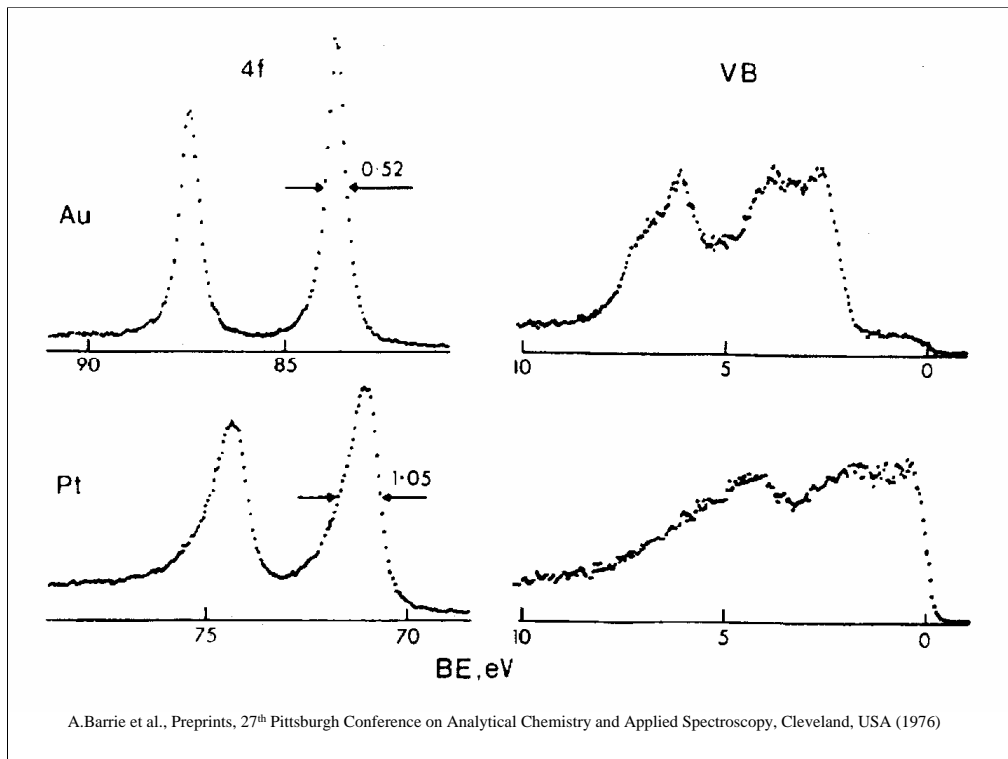 4f
VB
0·52
Au
90 85
10 5 0
Pt
1·05
75 70
10 5 0
BE, eV
A.Barrie et al., Preprints, 27th Pittsburgh Conference on Analytical Chemistry and Applied Spectroscopy, Cleveland, USA (1976)